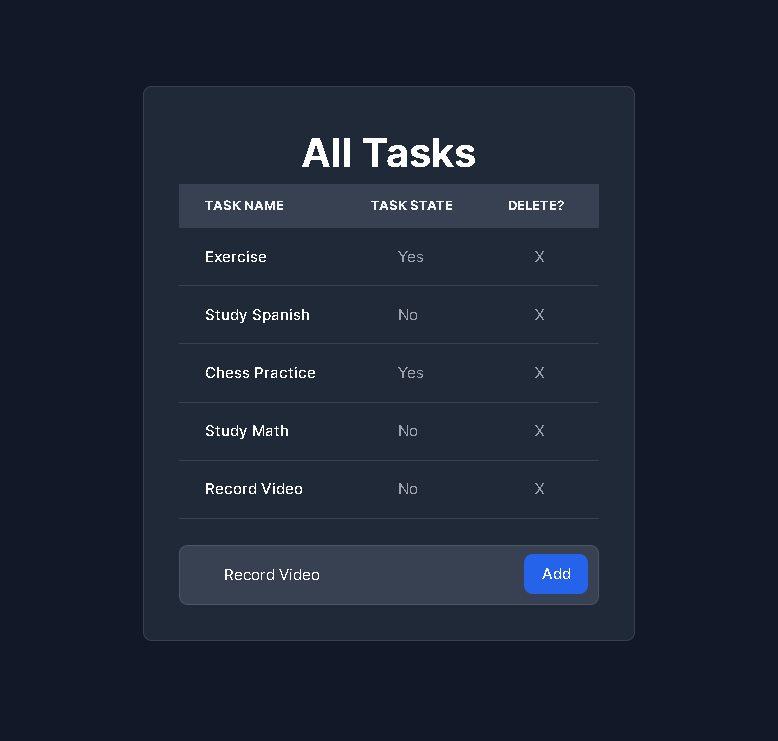 All Tasks
TASK NAME TASK STATE DELETE?
Exercise Yes X
Study Spanish No X
Chess Practice Yes X
Study Math No X
Record Video No X
Record Video Add